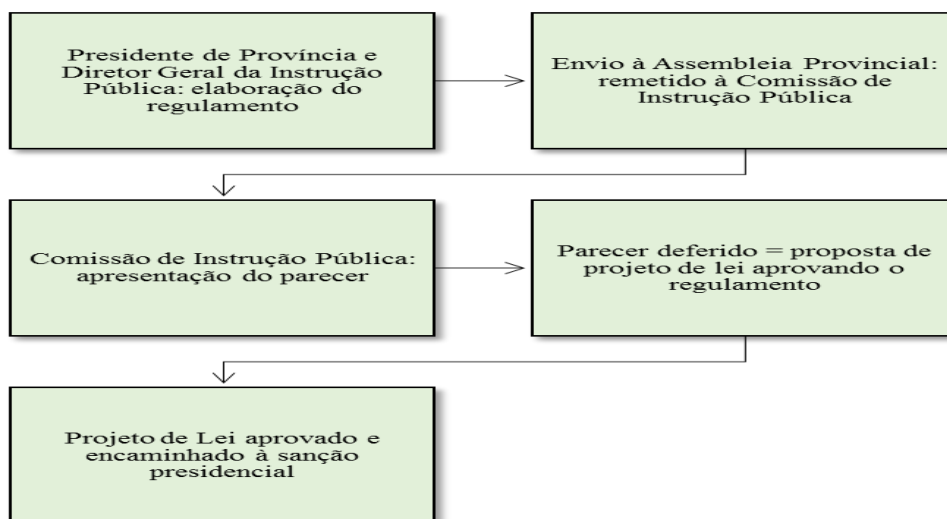 Presidente de Província e
Diretor Geral da Instrução
Pública: elaboração do
regulamento
Envio à Assembleia Provincial:
remetido à Comissão de
Instrução Pública
Comissão de Instrução Pública:
apresentação do parecer
Parecer deferido = proposta de
projeto de lei aprovando o
regulamento
Projeto de Lei aprovado e
encaminhado à sanção
presidencial